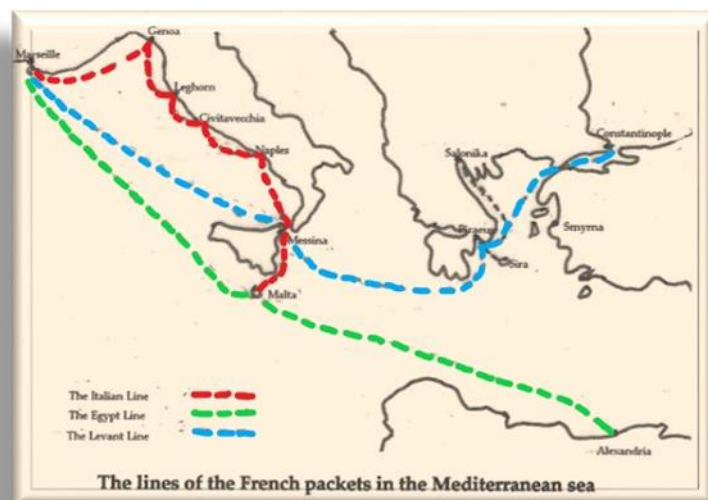 Genoa
Marseille
Leghorn
Civitavecchia
Naples
Constantinople
Salonika
Smyrna
Piraeus
Messina
Sira
Malta
The Italian Line
The Egypt Line
The Levant Line
Alexandria
The lines of the French packets in the Mediterranean sea